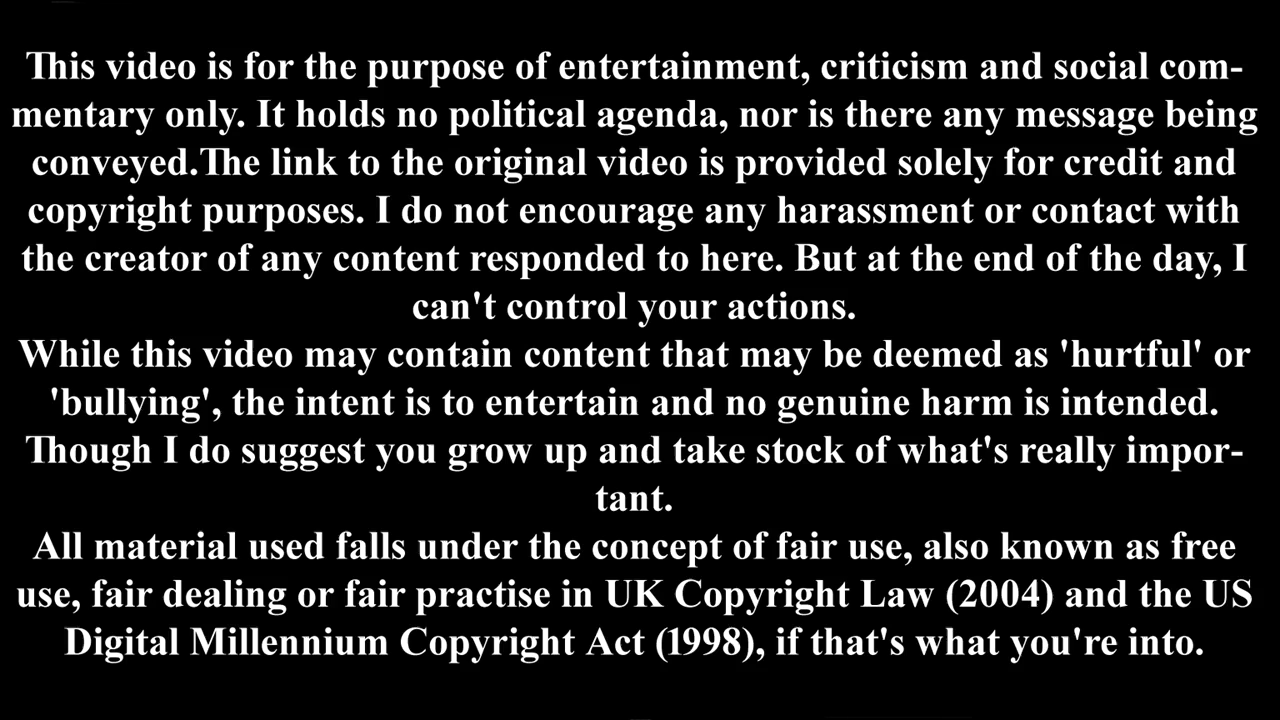 This video is for the purpose of entertainment, criticism and social com-
mentary only. It holds no political agenda, nor is there any message being
conveyed.The link to the original video is provided solely for credit and
copyright purposes. I do not encourage any harassment or contact with
the creator of any content responded to here. But at the end of the day, I
can't control your actions.
While this video may contain content that may be deemed as 'hurtful' or
'bullying', the intent is to entertain and no genuine harm is intended.
Though I do suggest you grow up and take stock of what's really impor-
tant.
All material used falls under the concept of fair use, also known as free
use, fair dealing or fair practise in UK Copyright Law (2004) and the US
Digital Millennium Copyright Act (1998), if that's what you're into.